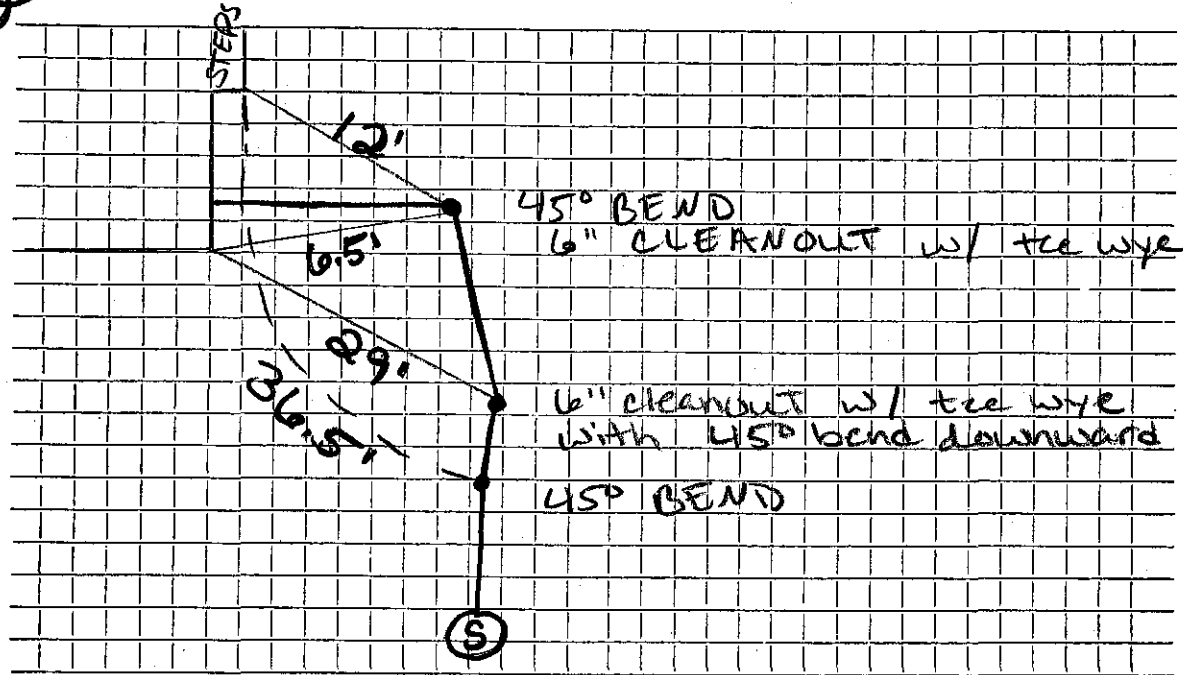 STEPS
12'
45° BEND
6" CLEANOUT w/ tee wye
6.5'
29'
36.5'
6" cleanout w/ tee wye
with 45° bend downward
45° BEND
S